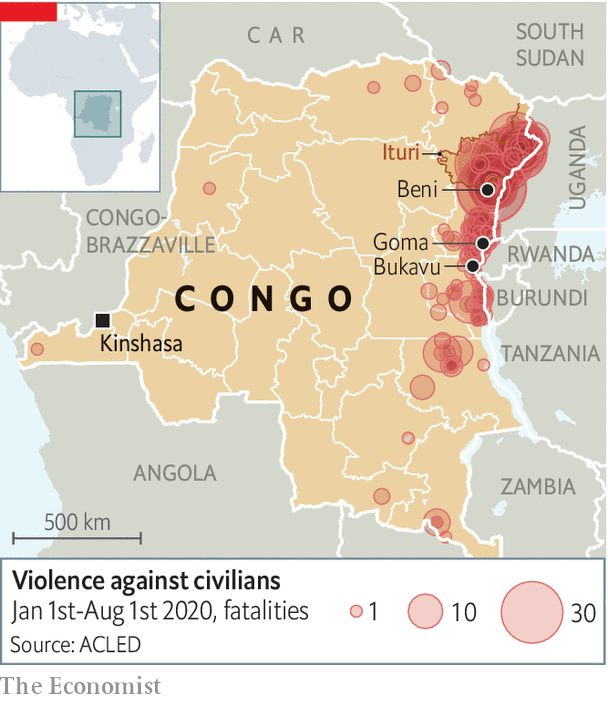 CAR
SOUTH
SUDAN
Ituri
UGANDA
Beni
CONGO-
BRAZZAVILLE
Goma
RWANDA
Bukavu
CONGO
BURUNDI
Kinshasa
TANZANIA
ANGOLA
ZAMBIA
500 km
Violence against civilians
Jan 1st-Aug 1st 2020, fatalities 1 10 30
Source: ACLED
The Economist